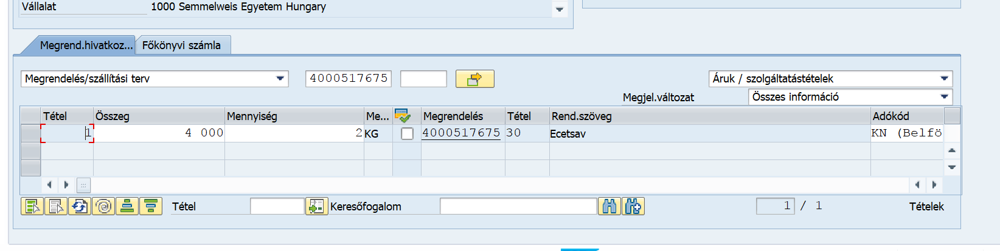 Vállalat 1000 Semmelweis Egyetem Hungary
Megrend.hivatkoz... Főkönyvi számla
Megrendelés/szállítási terv 4000517675 Áruk / szolgáltatástételek
Megjel.változat Összes információ
Tétel Összeg Mennyiség Me... Megrendelés Tétel Rend.szöveg Adókód
1 4 000 2 KG 4000517675 30 Ecetsav KN (Belfö
Tétel Keresőfogalom 1 / 1 Tételek